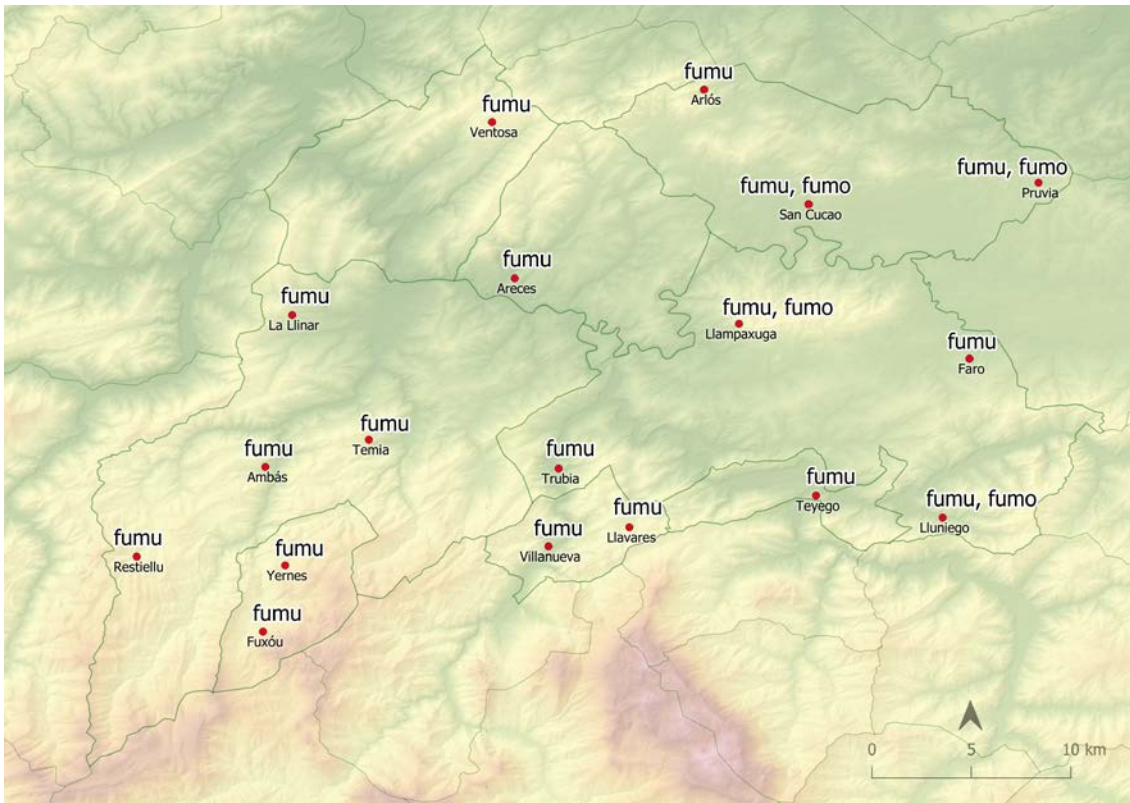 fumu
Arlós
fumu
Ventosa
fumu, fumo
Pruvia
fumu, fumo
San Cucao
fumu
Areces
fumu
La Llinar
fumu, fumo
Llampaxuga
fumu
Faro
fumu
Temia
fumu
Ambás
fumu
Trubia
fumu
Teyego
fumu, fumo
Lluniego
fumu
Llavares
fumu
Villanueva
fumu
Restiellu
fumu
Yernes
fumu
Fuxóu
0 5 10 km